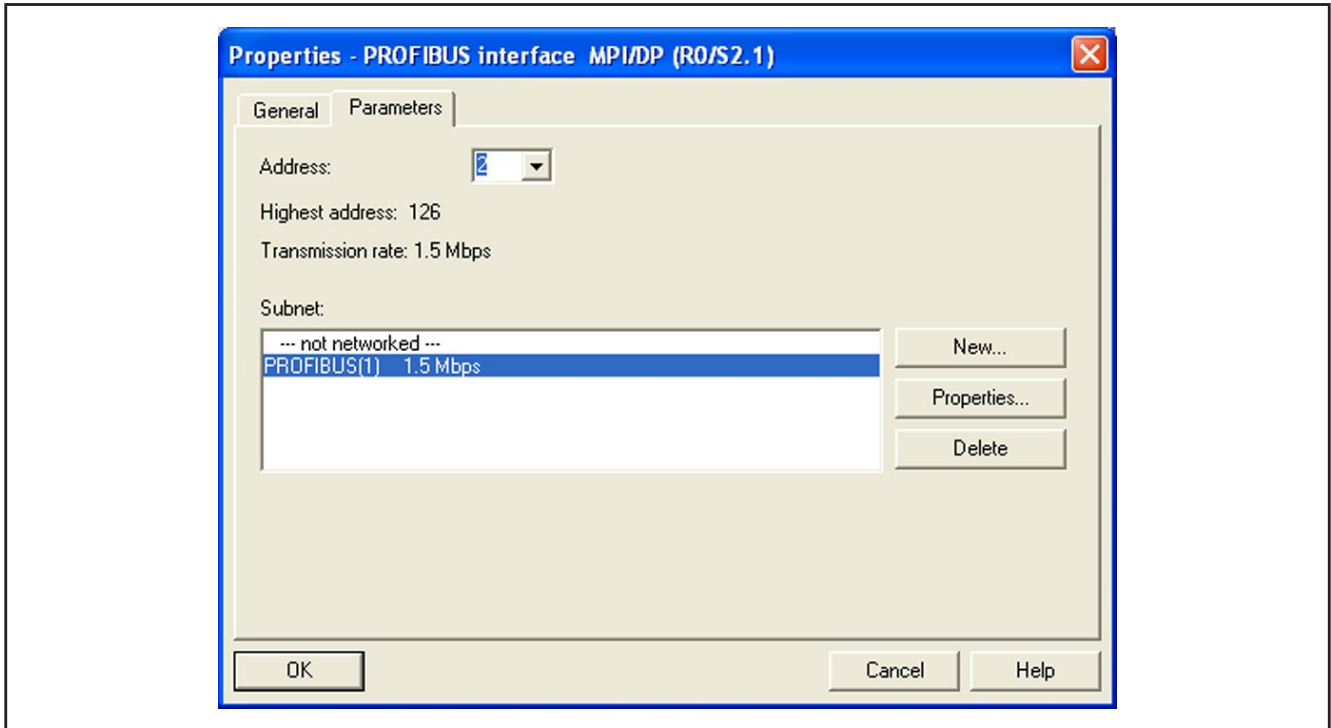 Properties - PROFIBUS interface MPI/DP (R0/S2.1)
General Parameters
Address: 2
Highest address: 126
Transmission rate: 1.5 Mbps
Subnet:
--- not networked ---
PROFIBUS(1) 1.5 Mbps
New...
Properties...
Delete
OK Cancel Help